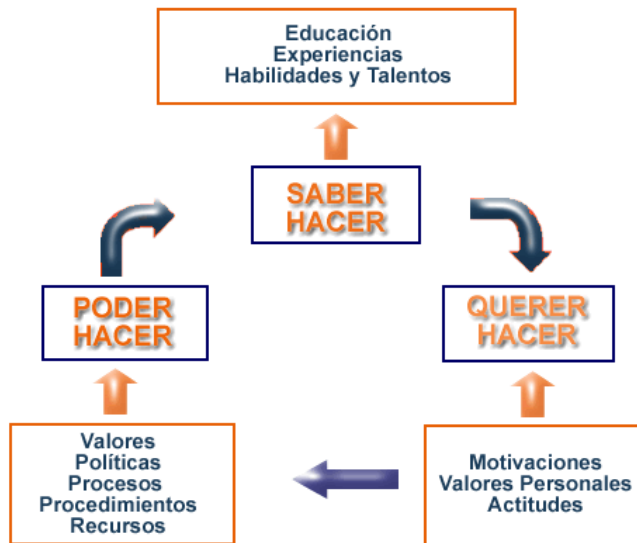 Educación
Experiencias
Habilidades y Talentos
SABER
HACER
PODER
HACER
QUERER
HACER
Valores
Políticas
Procesos
Procedimientos
Recursos
Motivaciones
Valores Personales
Actitudes